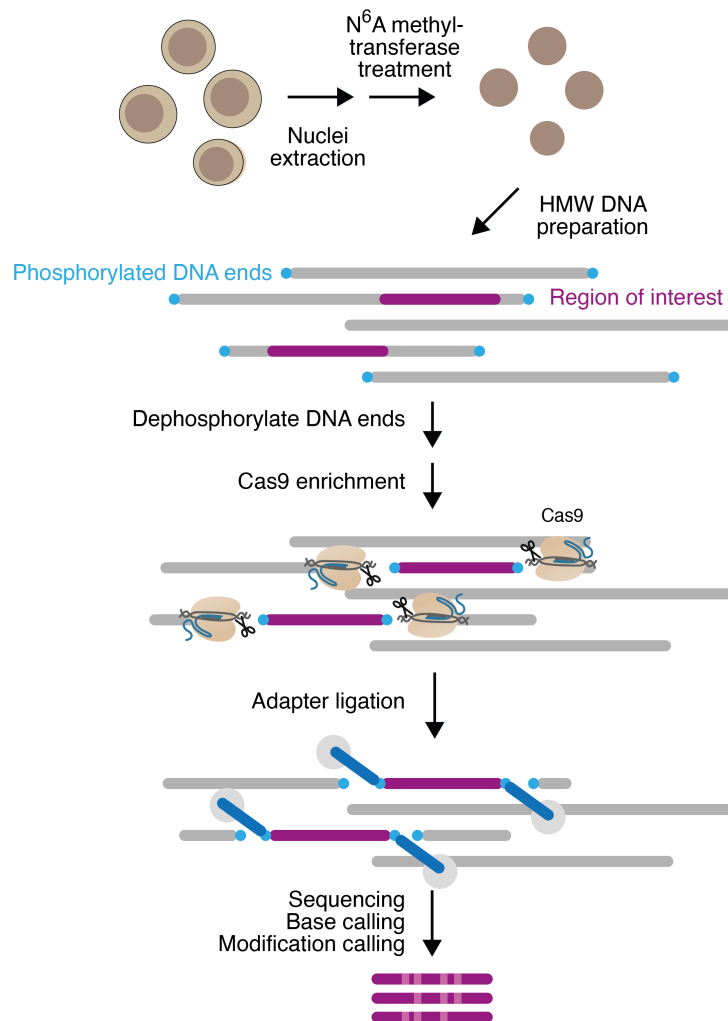 N⁶A methyl-
transferase
treatment
Nuclei
extraction
HMW DNA
preparation
Phosphorylated DNA ends
Region of interest
Dephosphorylate DNA ends
Cas9 enrichment
Cas9
Adapter ligation
Sequencing
Base calling
Modification calling